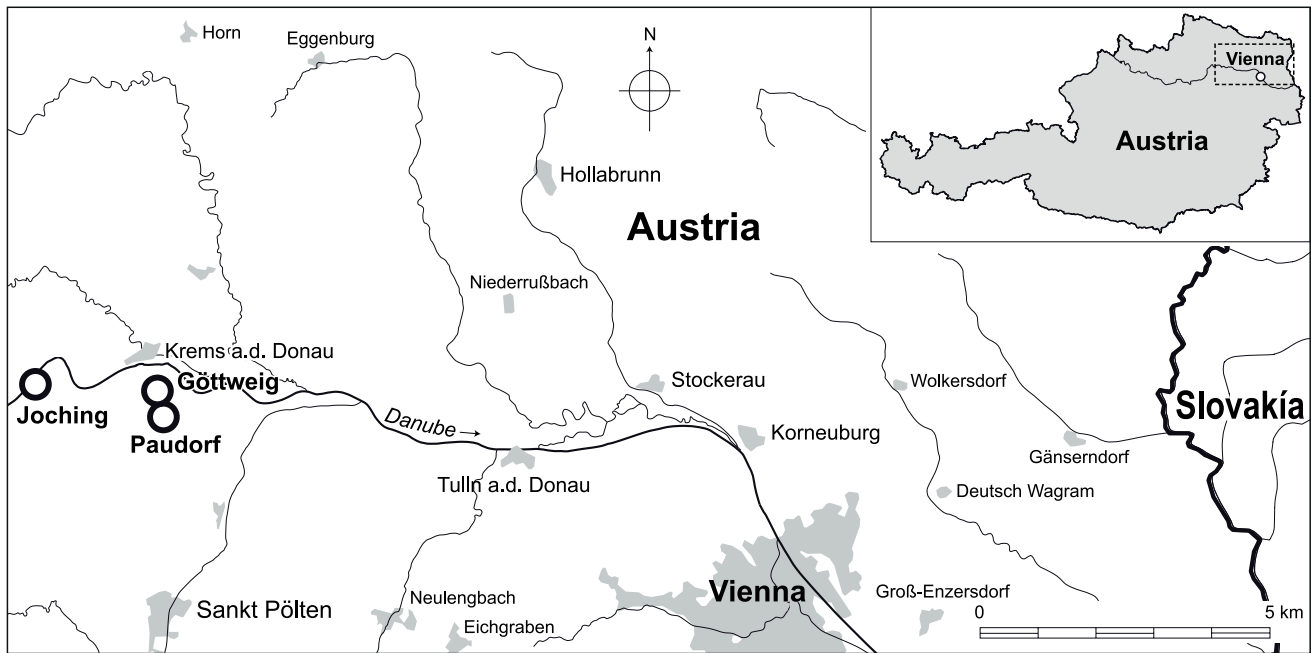 Horn
Eggenburg
N
Vienna
Austria
Hollabrunn
Austria
Niederrußbach
Krems a.d. Donau
Göttweig
Joching
Paudorf
Stockerau
Wolkersdorf
Slovakía
Danube →
Korneuburg
Gänserndorf
Tulln a.d. Donau
Deutsch Wagram
Vienna
Groß-Enzersdorf
Sankt Pölten
Neulengbach
Eichgraben
0 5 km